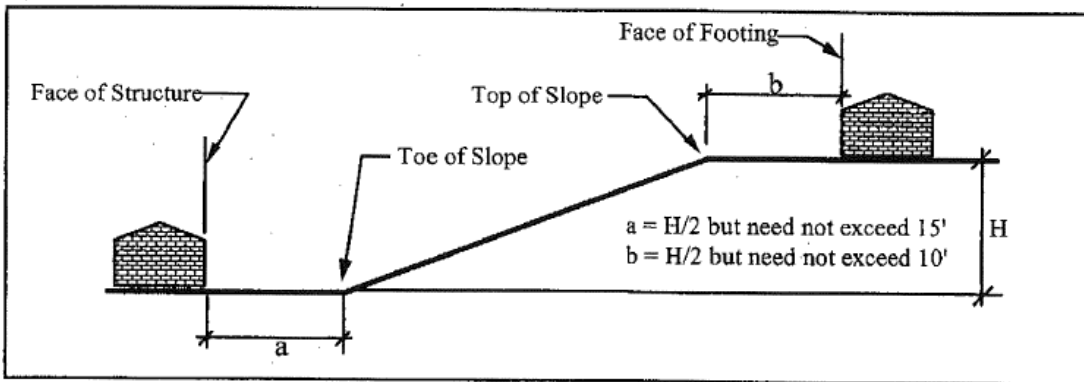 Face of Footing
b
Face of Structure
Top of Slope
Toe of Slope
a = H/2 but need not exceed 15'
H
b = H/2 but need not exceed 10'
a